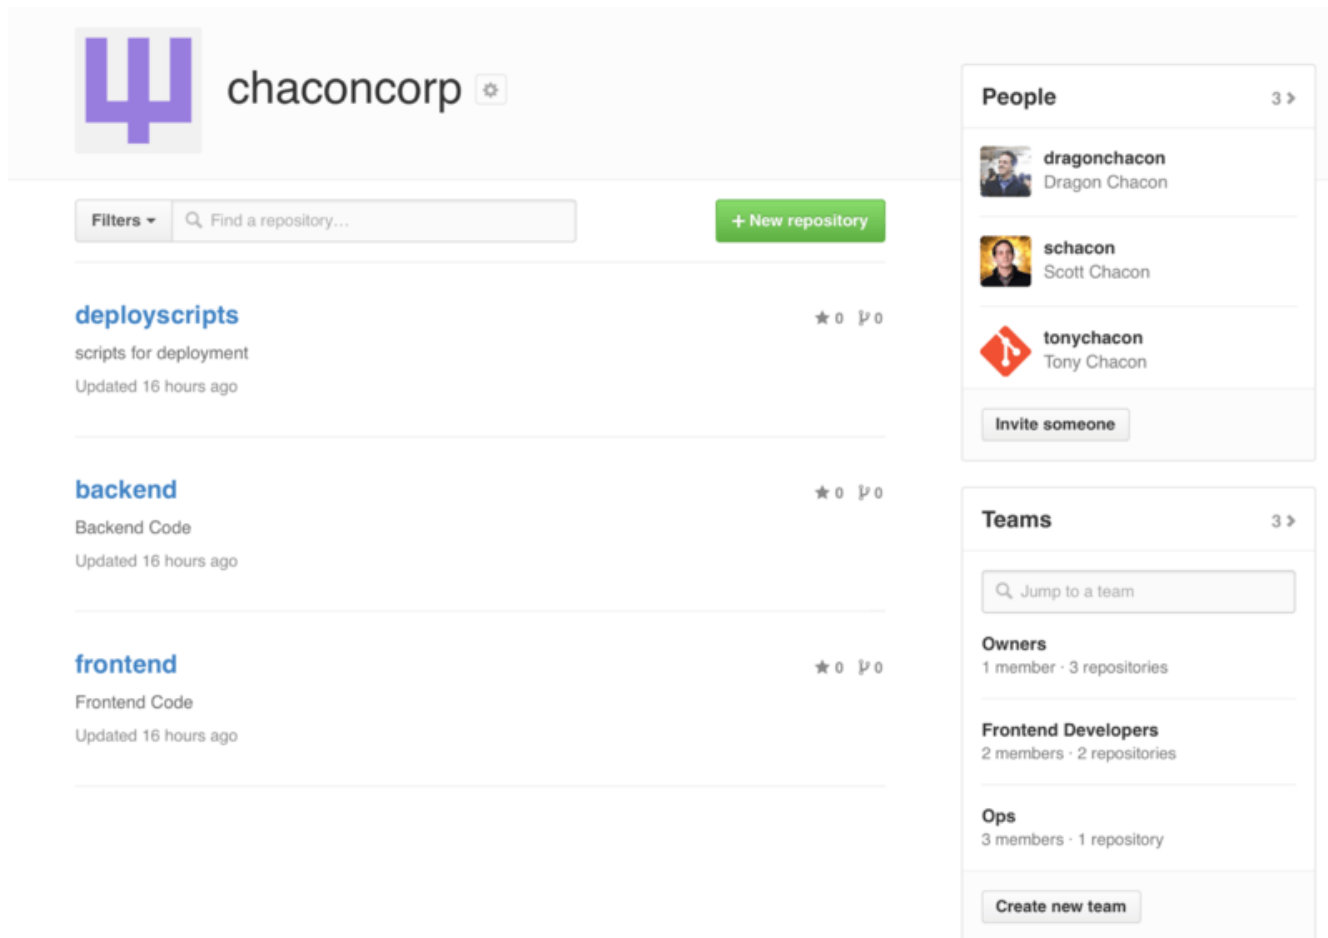 chaconcorp
Filters
Find a repository...
+ New repository
deployscripts
0 0
scripts for deployment
Updated 16 hours ago
backend
0 0
Backend Code
Updated 16 hours ago
frontend
0 0
Frontend Code
Updated 16 hours ago
People 3
dragonchacon
Dragon Chacon
schacon
Scott Chacon
tonychacon
Tony Chacon
Invite someone
Teams 3
Jump to a team
Owners
1 member · 3 repositories
Frontend Developers
2 members · 2 repositories
Ops
3 members · 1 repository
Create new team